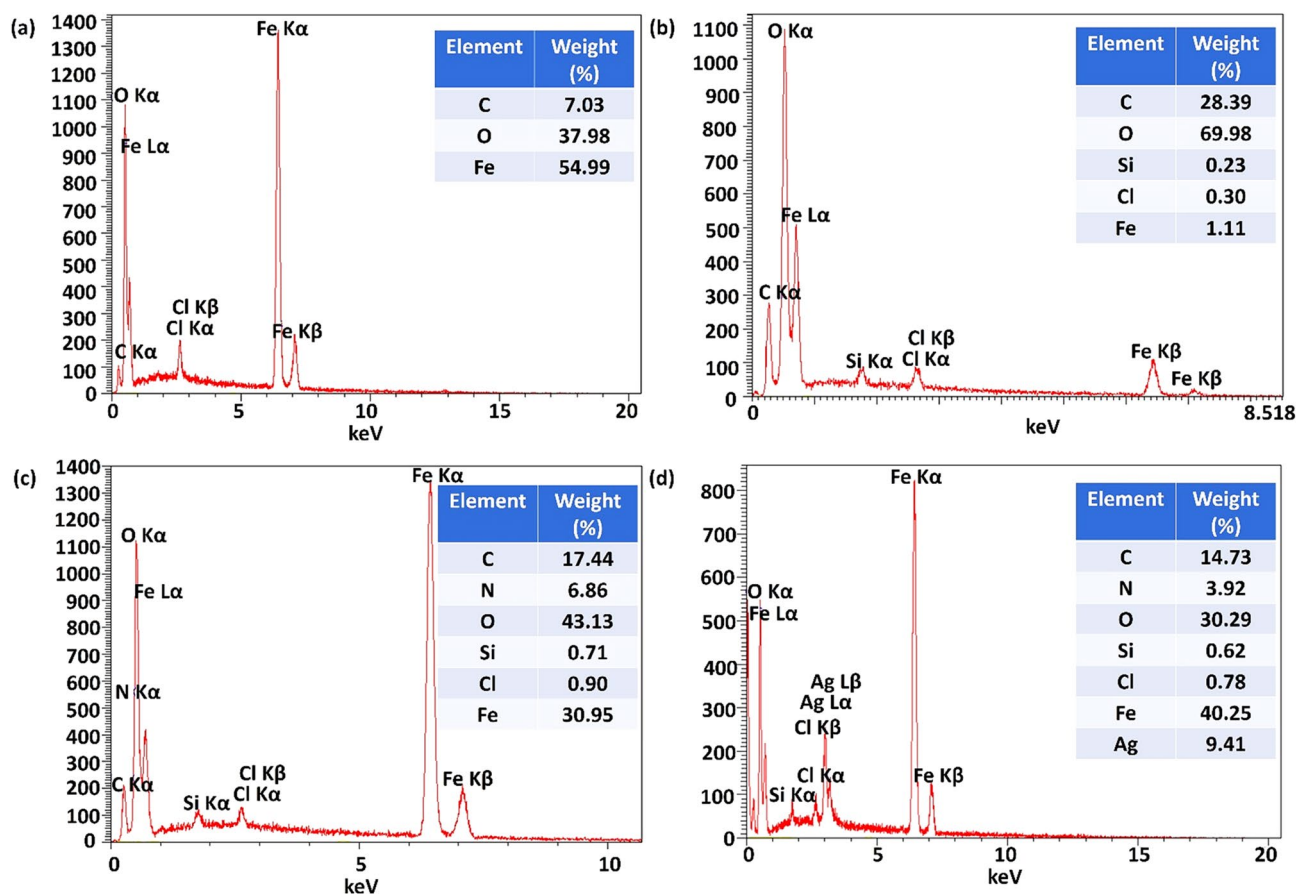 (a)
1400
1300
1200
1100
1000
900
800
700
600
500
400
300
200
100
0
Fe Kα
O Kα
Fe Lα
Cl Kβ
Cl Kα
C Kα
Fe Kβ
0 5 10 15 20
keV
Element Weight (%)
C 7.03
O 37.98
Fe 54.99
(b)
1100
1000
900
800
700
600
500
400
300
200
100
0
O Kα
Fe Lα
C Kα
Si Kα
Cl Kβ
Cl Kα
Fe Kβ
Fe Kβ
0 8.518
keV
Element Weight (%)
C 28.39
O 69.98
Si 0.23
Cl 0.30
Fe 1.11
(c)
1400
1300
1200
1100
1000
900
800
700
600
500
400
300
200
100
0
Fe Kα
O Kα
Fe Lα
N Kα
C Kα
Si Kα
Cl Kβ
Cl Kα
Fe Kβ
0 5 10
keV
Element Weight (%)
C 17.44
N 6.86
O 43.13
Si 0.71
Cl 0.90
Fe 30.95
(d)
800
700
600
500
400
300
200
100
0
Fe Kα
O Kα
Fe Lα
Ag Lβ
Ag Lα
Cl Kβ
Cl Kα
Si Kα
Fe Kβ
0 5 10 15 20
keV
Element Weight (%)
C 14.73
N 3.92
O 30.29
Si 0.62
Cl 0.78
Fe 40.25
Ag 9.41